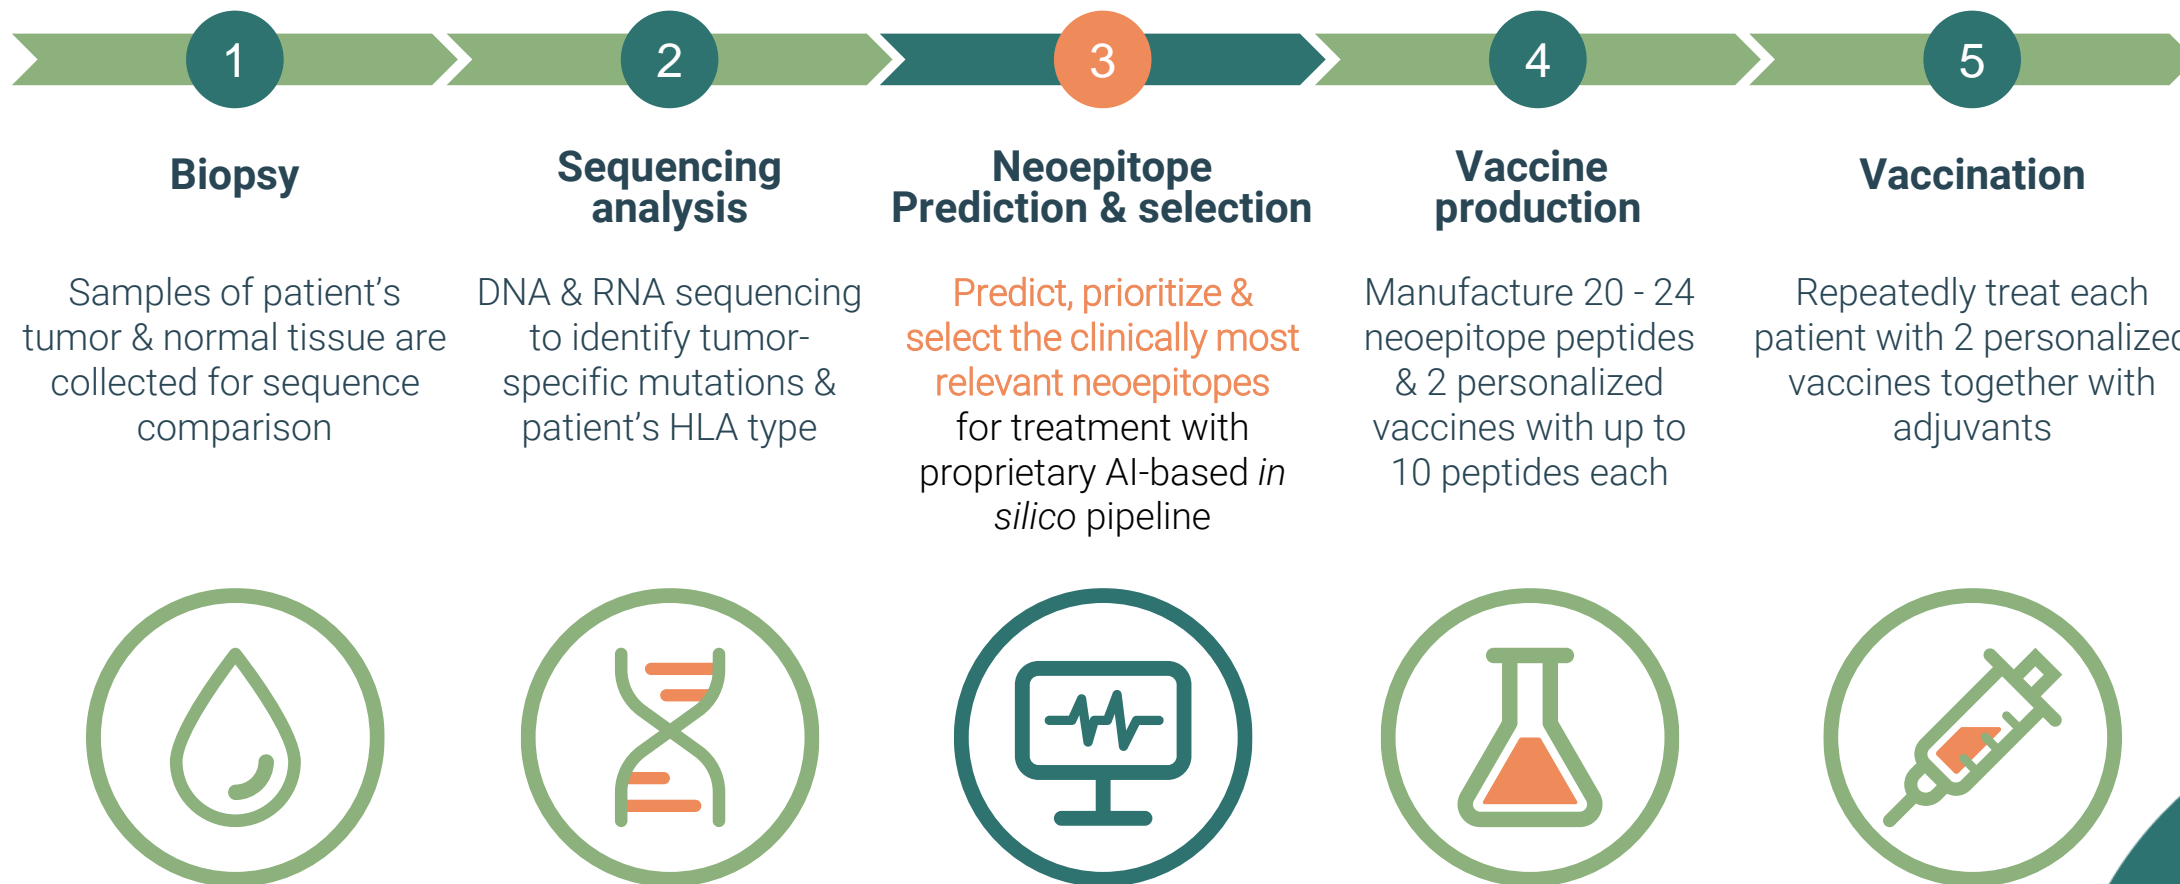 1
2
3
4
5
Biopsy
Samples of patient's
tumor & normal tissue are
collected for sequence
comparison
Sequencing
analysis
DNA & RNA sequencing
to identify tumor-
specific mutations &
patient's HLA type
Neoepitope
Prediction & selection
Predict, prioritize &
select the clinically most
relevant neoepitopes
for treatment with
proprietary AI-based in
silico pipeline
Vaccine
production
Manufacture 20 - 24
neoepitope peptides
& 2 personalized
vaccines with up to
10 peptides each
Vaccination
Repeatedly treat each
patient with 2 personalized
vaccines together with
adjuvants